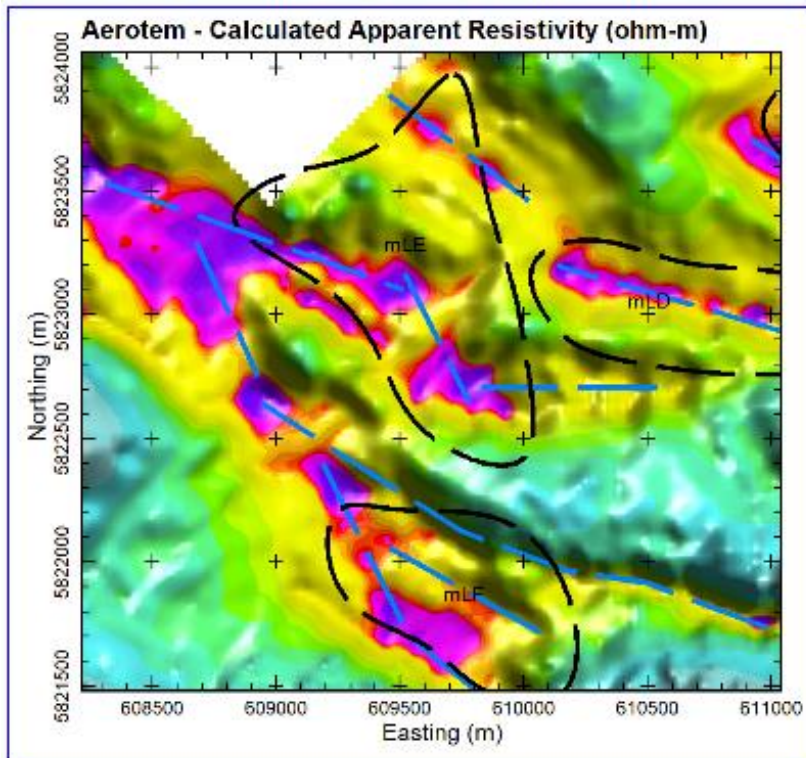 Aerotem - Calculated Apparent Resistivity (ohm-m)
5824000
5823500
5823000
5822500
5822000
5821500
Northing (m)
mLE
mLD
mLF
608500 609000 609500 610000 610500 611000
Easting (m)